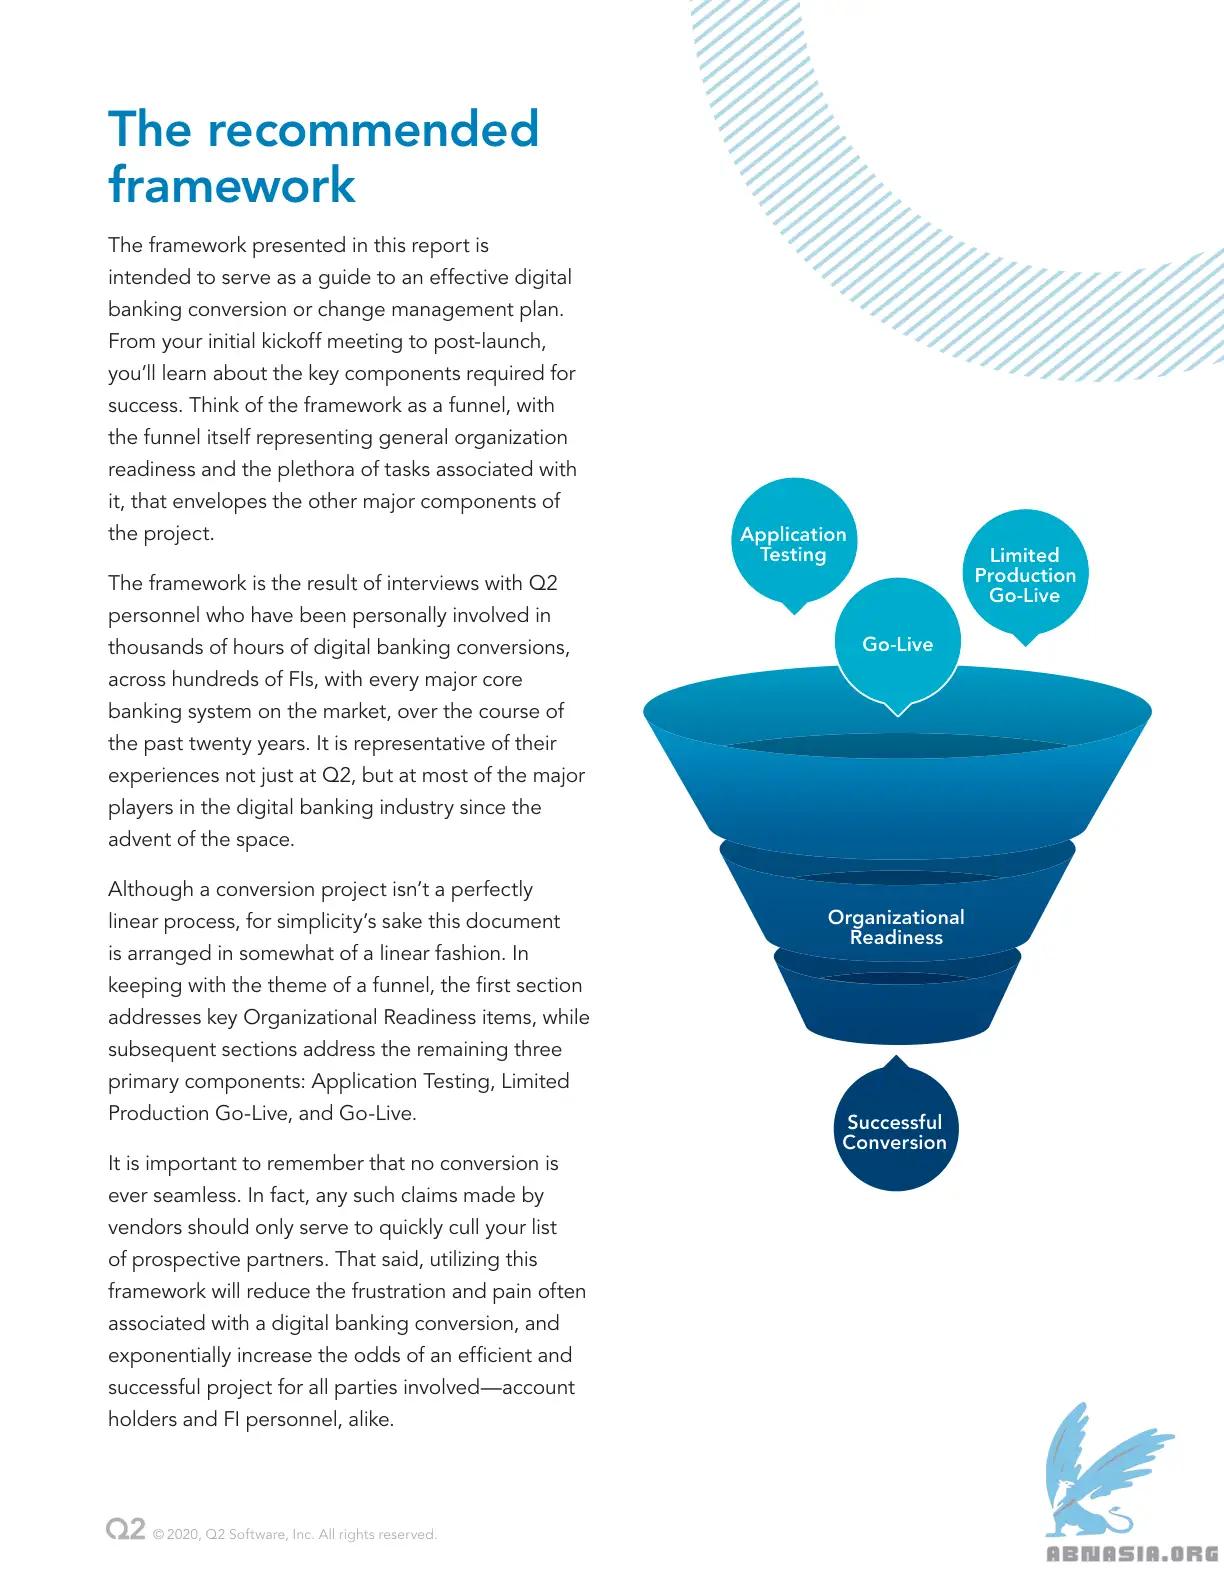 The recommended
framework
The framework presented in this report is
intended to serve as a guide to an effective digital
banking conversion or change management plan.
From your initial kickoff meeting to post-launch,
you’ll learn about the key components required for
success. Think of the framework as a funnel, with
the funnel itself representing general organization
readiness and the plethora of tasks associated with
it, that envelopes the other major components of
the project.
The framework is the result of interviews with Q2
personnel who have been personally involved in
thousands of hours of digital banking conversions,
across hundreds of FIs, with every major core
banking system on the market, over the course of
the past twenty years. It is representative of their
experiences not just at Q2, but at most of the major
players in the digital banking industry since the
advent of the space.
Although a conversion project isn’t a perfectly
linear process, for simplicity’s sake this document
is arranged in somewhat of a linear fashion. In
keeping with the theme of a funnel, the first section
addresses key Organizational Readiness items, while
subsequent sections address the remaining three
primary components: Application Testing, Limited
Production Go-Live, and Go-Live.
It is important to remember that no conversion is
ever seamless. In fact, any such claims made by
vendors should only serve to quickly cull your list
of prospective partners. That said, utilizing this
framework will reduce the frustration and pain often
associated with a digital banking conversion, and
exponentially increase the odds of an efficient and
successful project for all parties involved—account
holders and FI personnel, alike.
Application
Testing
Limited
Production
Go-Live
Go-Live
Organizational
Readiness
Successful
Conversion
Q2 © 2020, Q2 Software, Inc. All rights reserved.
ABNASIA.ORG